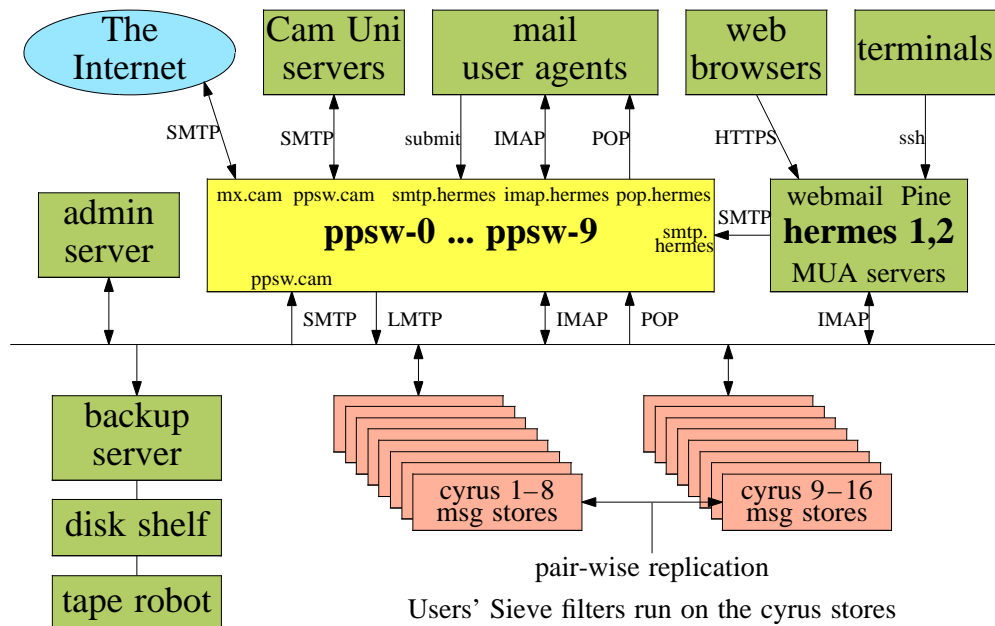 The
Internet
Cam Uni
servers
mail
user agents
web
browsers
terminals
SMTP
SMTP
submit
IMAP
POP
HTTPS
ssh
admin
server
mx.cam
ppsw.cam
smtp.hermes
imap.hermes
pop.hermes
ppsw-0 ... ppsw-9
smtp.
hermes
ppsw.cam
SMTP
webmail Pine
hermes 1,2
MUA servers
SMTP
LMTP
IMAP
POP
IMAP
backup
server
disk shelf
tape robot
cyrus 1–8
msg stores
cyrus 9–16
msg stores
pair-wise replication
Users’ Sieve filters run on the cyrus stores